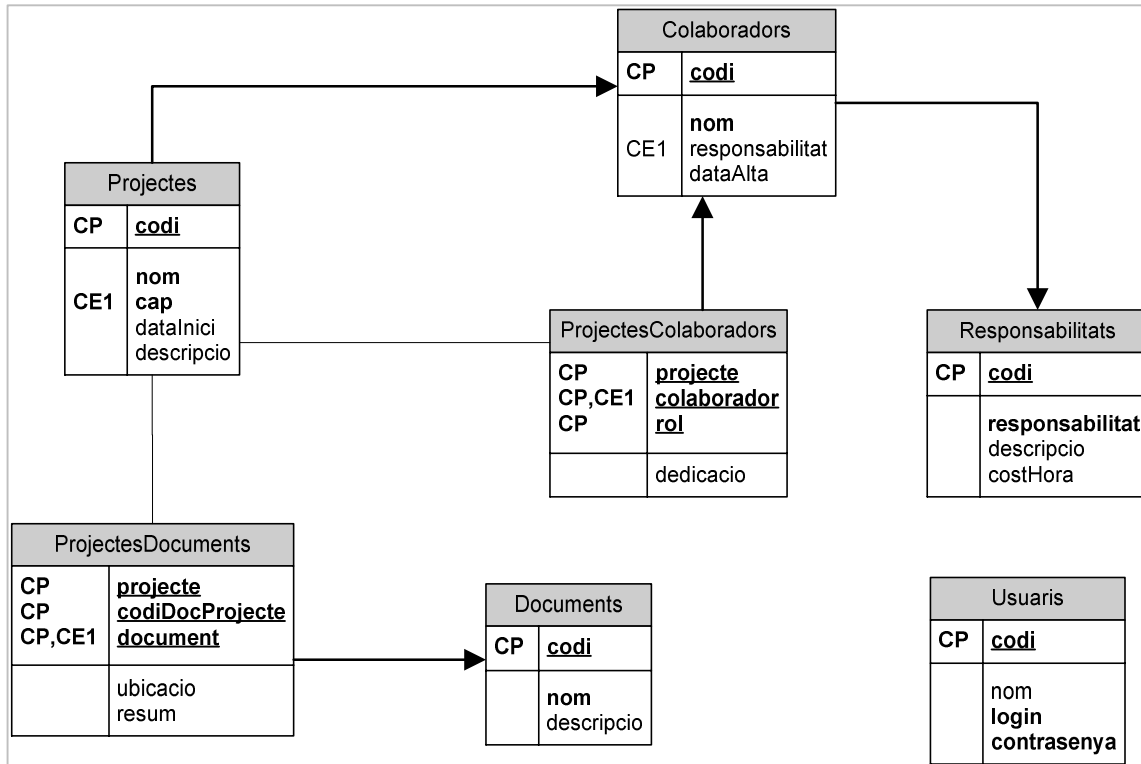 Colaboradors
CP codi
nom
CE1 responsabilitat
dataAlta
Projectes
CP codi
nom
CE1 cap
dataInici
descripcio
ProjectesColaboradors
CP projecte
CP,CE1 colaborador
CP rol
dedicacio
Responsabilitats
CP codi
responsabilitat
descripcio
costHora
ProjectesDocuments
CP projecte
CP codiDocProjecte
CP,CE1 document
ubicacio
resum
Documents
CP codi
nom
descripcio
Usuaris
CP codi
nom
login
contrasenya